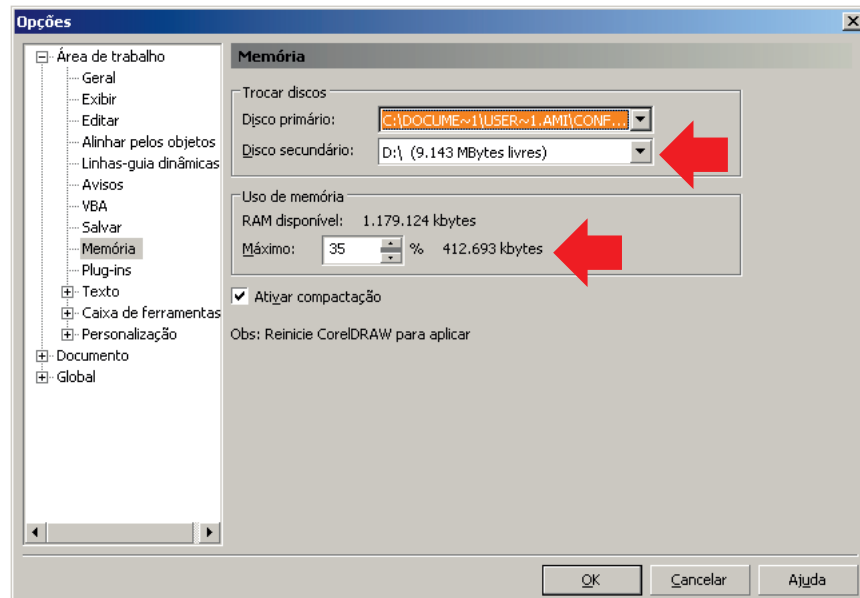 Opções
Área de trabalho
Geral
Exibir
Editar
Alinhar pelos objetos
Linhas-guia dinâmicas
Avisos
VBA
Salvar
Memória
Plug-ins
Texto
Caixa de ferramentas
Personalização
Documento
Global
Memória
Trocar discos
Disco primário: C:\DOCUME~1\USER~1.AMI\CONF...
Disco secundário: D:\ (9.143 MBytes livres)
Uso de memória
RAM disponível: 1.179.124 kbytes
Máximo: 35 % 412.693 kbytes
Ativar compactação
Obs: Reinicie CorelDRAW para aplicar
OK Cancelar Ajuda